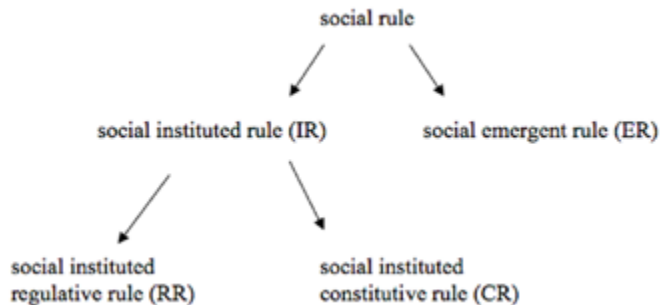 social rule
social instituted rule (IR)
social emergent rule (ER)
social instituted
regulative rule (RR)
social instituted
constitutive rule (CR)